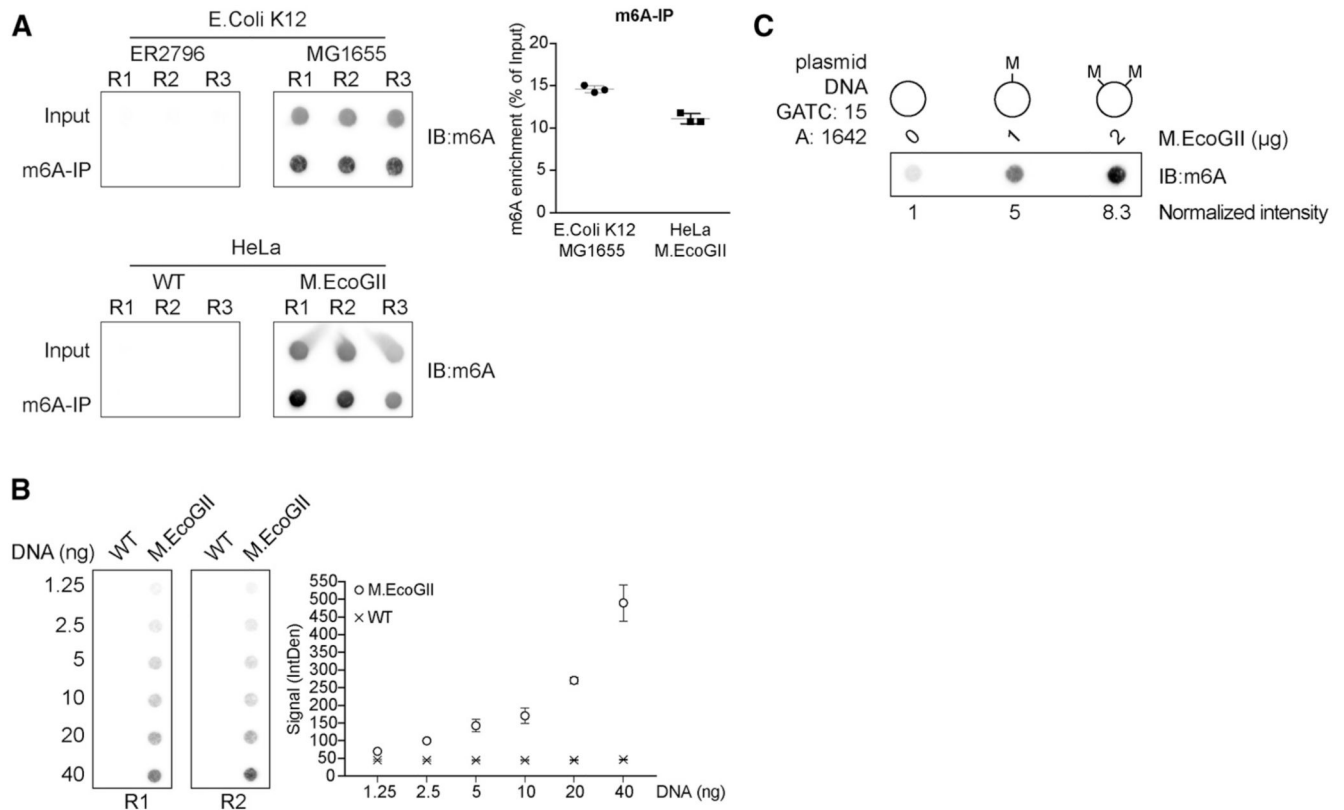 A
E.Coli K12
ER2796 MG1655
R1 R2 R3 R1 R2 R3
Input
m6A-IP
IB:m6A
HeLa
WT M.EcoGII
R1 R2 R3 R1 R2 R3
Input
m6A-IP
IB:m6A
m6A-IP
m6A enrichment (% of Input)
20
15
10
5
0
E.Coli K12 HeLa
MG1655 M.EcoGII
C
plasmid
DNA
GATC: 15
A: 1642
M
M M
0 1 2 M.EcoGII (µg)
IB:m6A
1 5 8.3 Normalized intensity
B
DNA (ng) WT M.EcoGII WT M.EcoGII
1.25
2.5
5
10
20
40
R1 R2
Signal (IntDen)
550
500
450
400
350
300
250
200
150
100
50
0
M.EcoGII
WT
1.25 2.5 5 10 20 40 DNA (ng)